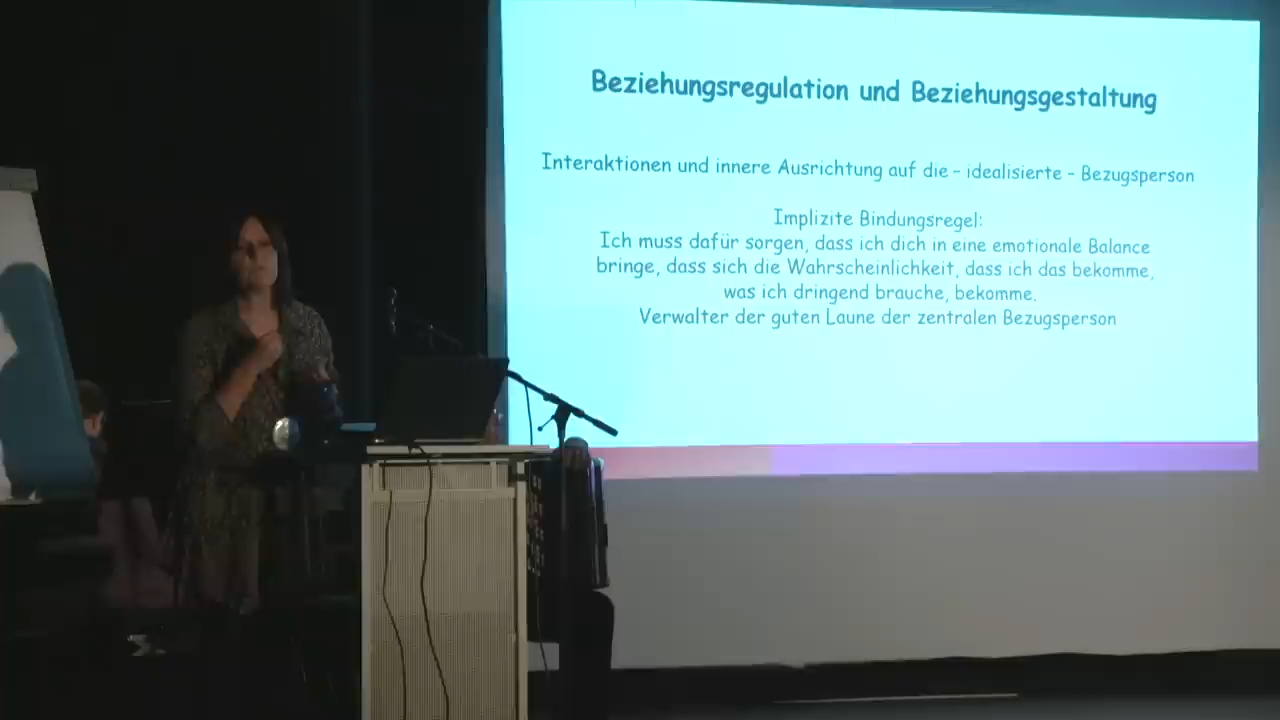 Beziehungsregulation und Beziehungsgestaltung
Interaktionen und innere Ausrichtung auf die - idealisierte - Bezugsperson
Implizite Bindungsregel:
Ich muss dafür sorgen, dass ich dich in eine emotionale Balance
bringe, dass sich die Wahrscheinlichkeit, dass ich das bekomme,
was ich dringend brauche, bekomme.
Verwalter der guten Laune der zentralen Bezugsperson